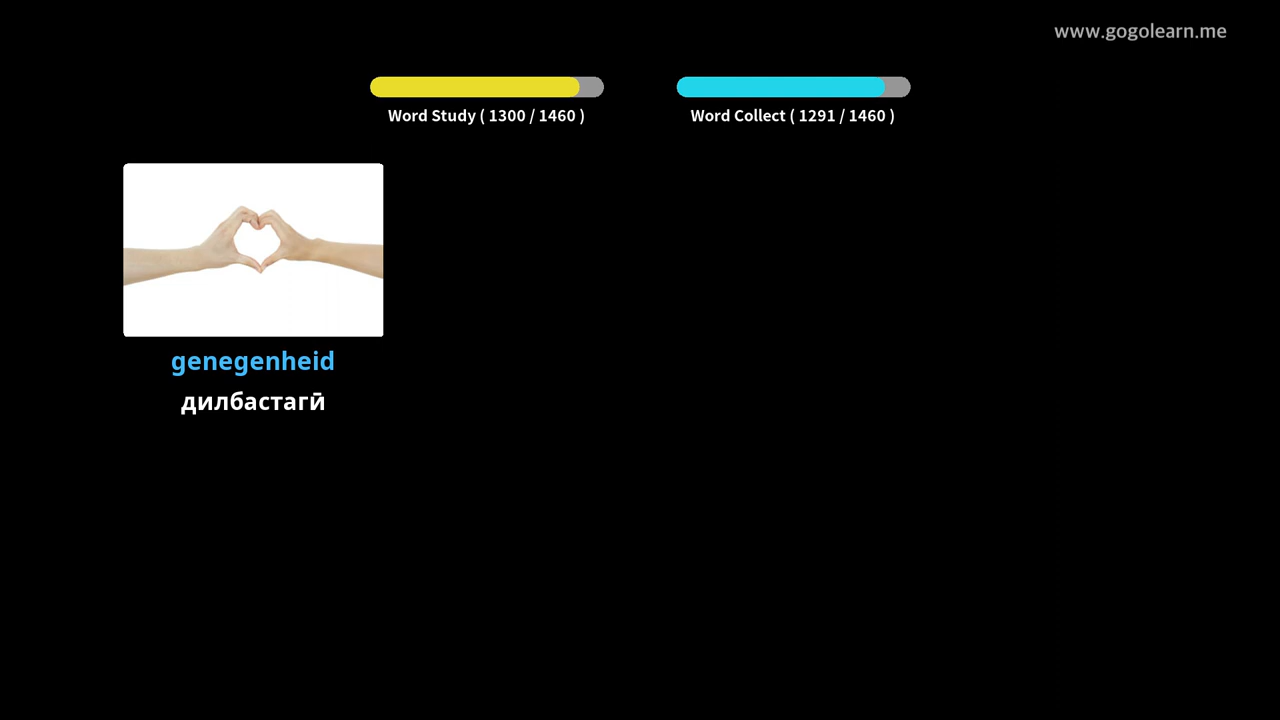 www.gogolearn.me
Word Study ( 1300 / 1460 )
Word Collect ( 1291 / 1460 )
genegenheid
дилбастагӣ